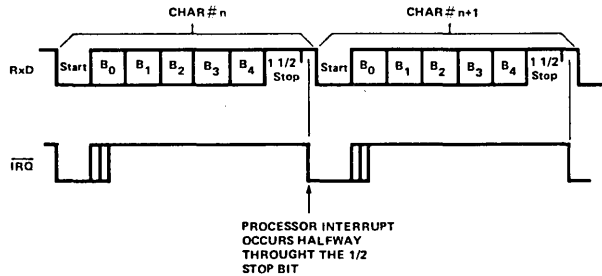 CHAR#n CHAR#n+1
RxD Start B0 B1 B2 B3 B4 1 1/2 Stop Start B0 B1 B2 B3 B4 1 1/2 Stop
IRQ
PROCESSOR INTERRUPT
OCCURS HALFWAY
THROUGHT THE 1/2
STOP BIT